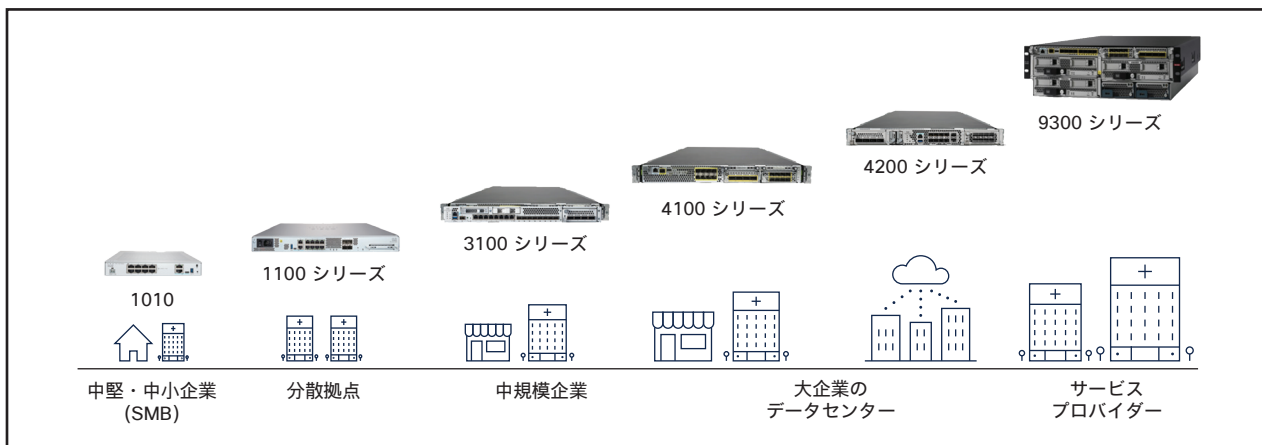 9300 シリーズ
4200 シリーズ
4100 シリーズ
3100 シリーズ
1100 シリーズ
1010
中堅・中小企業
(SMB)
分散拠点
中規模企業
大企業の
データセンター
サービス
プロバイダー